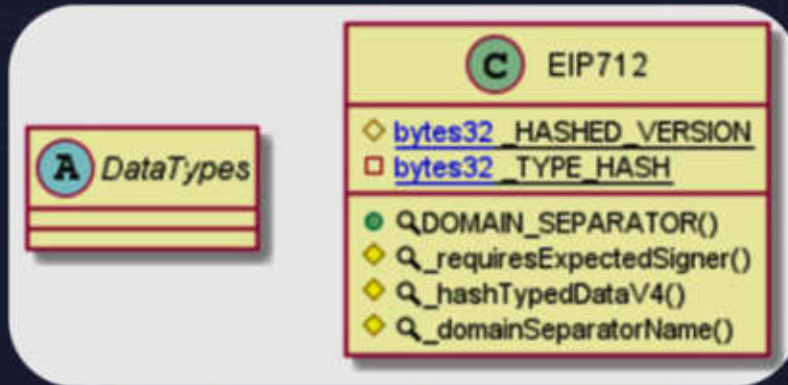 A DataTypes
C EIP712
bytes32 _HASHED_VERSION
bytes32 _TYPE_HASH
DOMAIN_SEPARATOR()
_requiresExpectedSigner()
_hashTypedDataV4()
_domainSeparatorName()